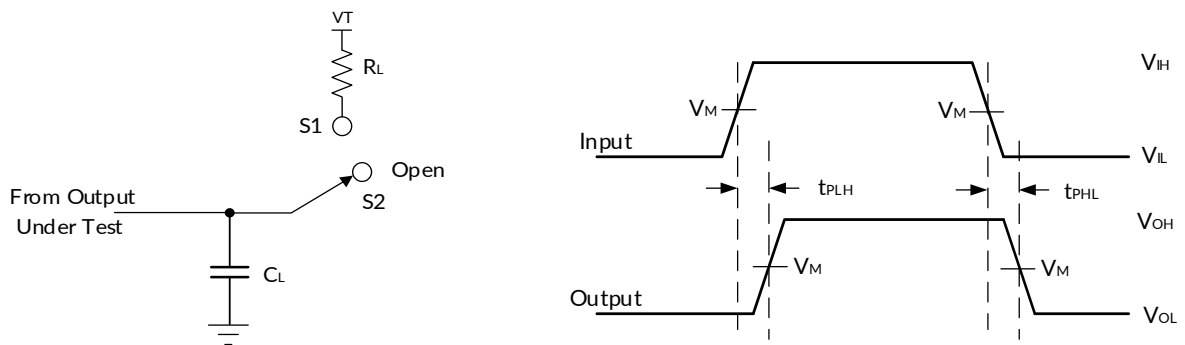 VT
RL
S1
Open
S2
From Output
Under Test
CL
VIH
VM
VM
Input
VIL
tPLH
tPHL
VOH
VM
VM
Output
VOL